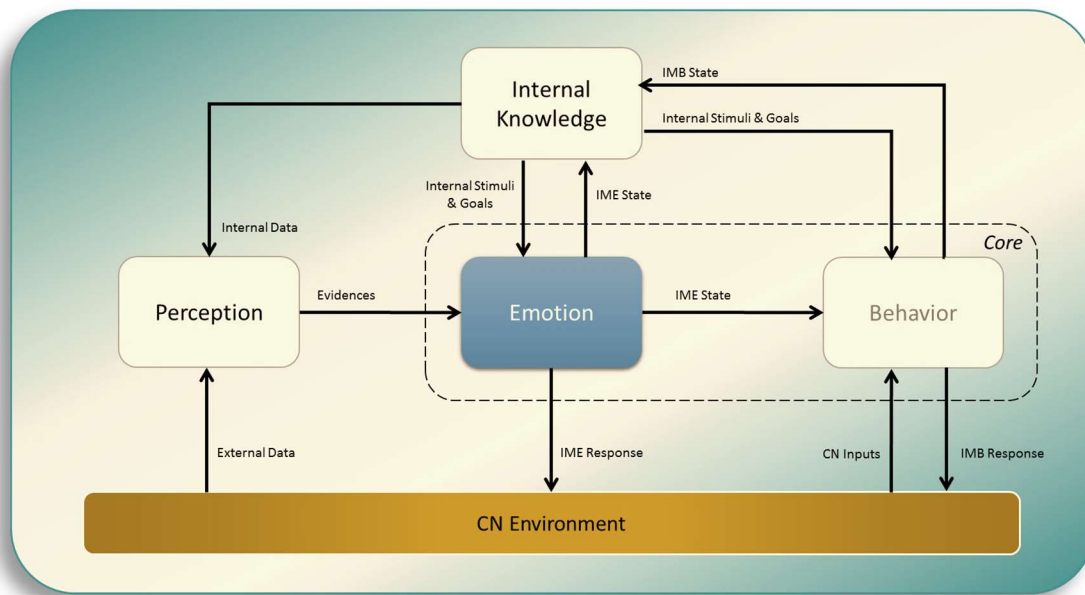 IMB State
Internal
Knowledge
Internal Stimuli & Goals
Internal Stimuli
& Goals
IME State
Internal Data
Core
Perception
Evidences
Emotion
IME State
Behavior
External Data
IME Response
CN Inputs
IMB Response
CN Environment